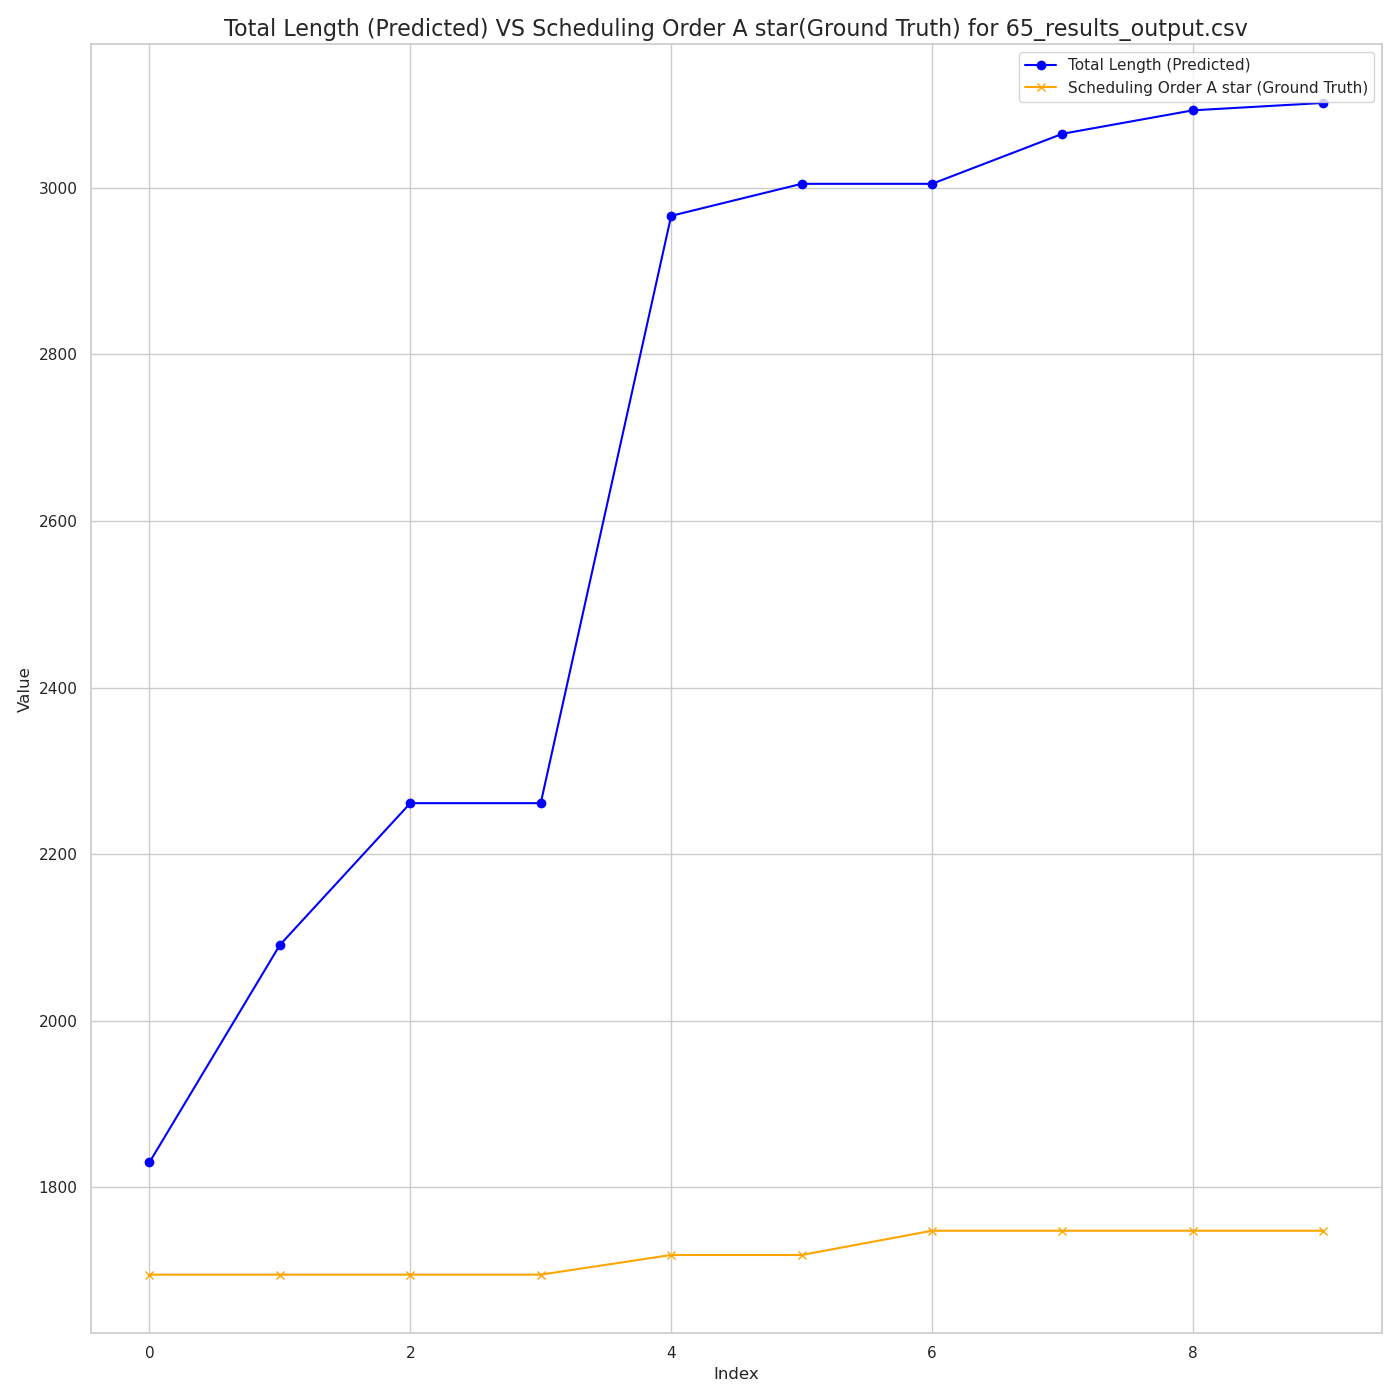 Total Length (Predicted) VS Scheduling Order A star(Ground Truth) for 65_results_output.csv
Total Length (Predicted)
Scheduling Order A star (Ground Truth)
3000
2800
2600
2400
2200
2000
1800
Value
0 2 4 6 8
Index